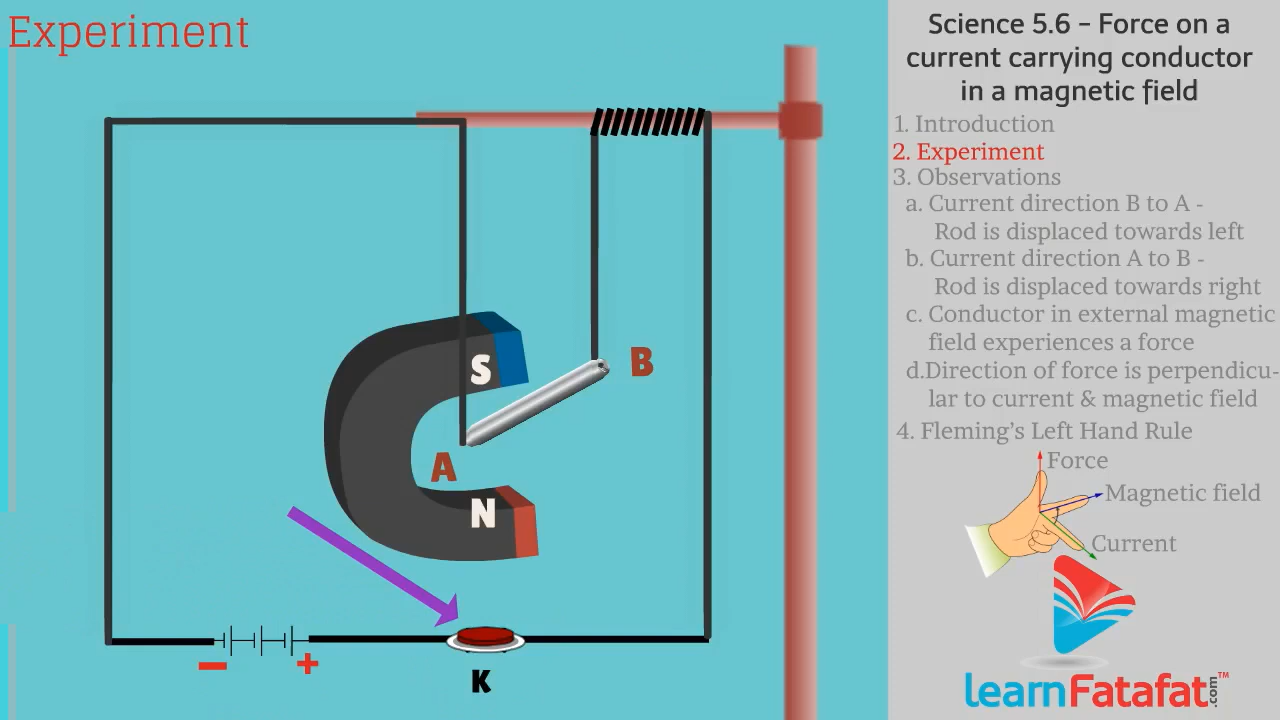 Experiment
S
B
A
N
K
− +
Science 5.6 – Force on a
current carrying conductor
in a magnetic field
1. Introduction
2. Experiment
3. Observations
a. Current direction B to A -
Rod is displaced towards left
b. Current direction A to B -
Rod is displaced towards right
c. Conductor in external magnetic
field experiences a force
d.Direction of force is perpendicu-
lar to current & magnetic field
4. Fleming's Left Hand Rule
Force
Magnetic field
Current
learnFatafat.com™